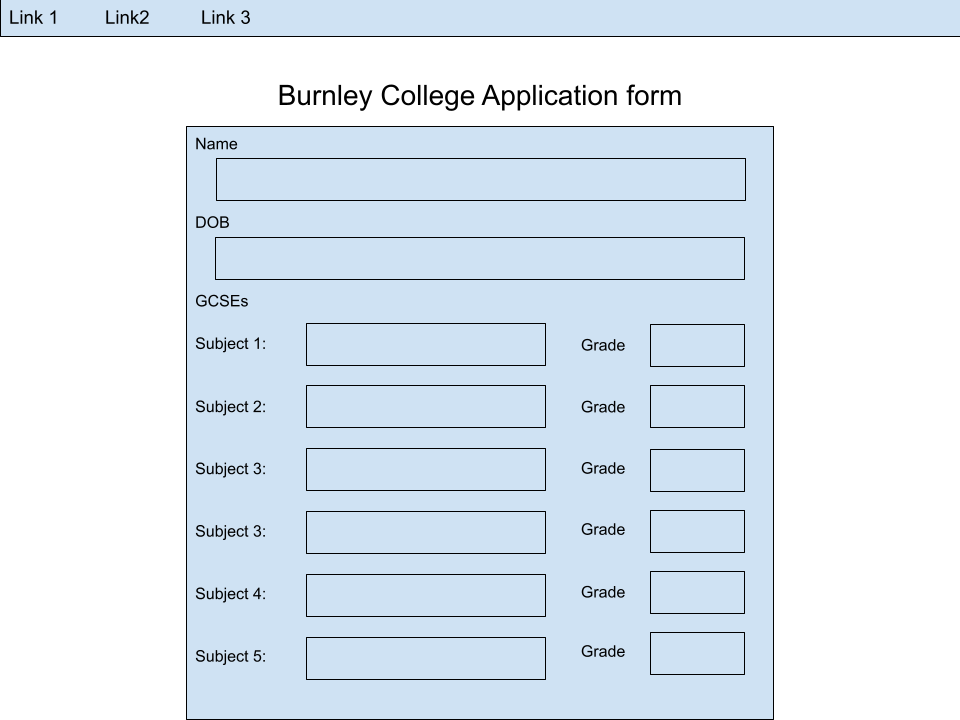 Link 1 Link2 Link 3
Burnley College Application form
Name
DOB
GCSEs
Subject 1: Grade
Subject 2: Grade
Subject 3: Grade
Subject 3: Grade
Subject 4: Grade
Subject 5: Grade